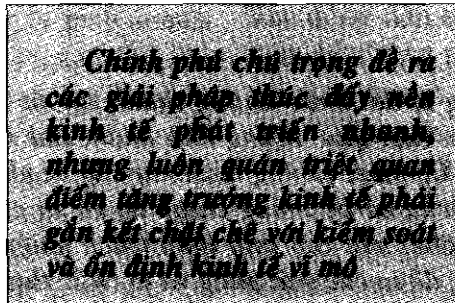 Chính phủ chú trọng đề ra
các giải pháp thúc đẩy nền
kinh tế phát triển nhanh,
nhưng luôn quán triệt quan
điểm tăng trưởng kinh tế phải
gắn kết chặt chẽ với kiểm soát
và ổn định kinh tế vĩ mô